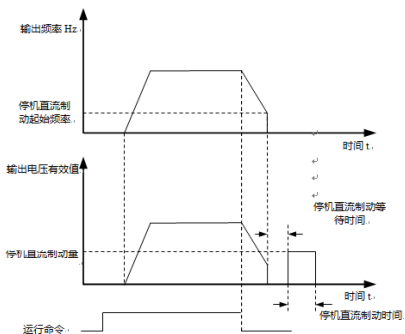 输出频率 Hz
停机直流制
动起始频率
时间 t
输出电压有效值
停机直流制动等
待时间
停机直流制动量
时间 t
停机直流制动时间
运行命令